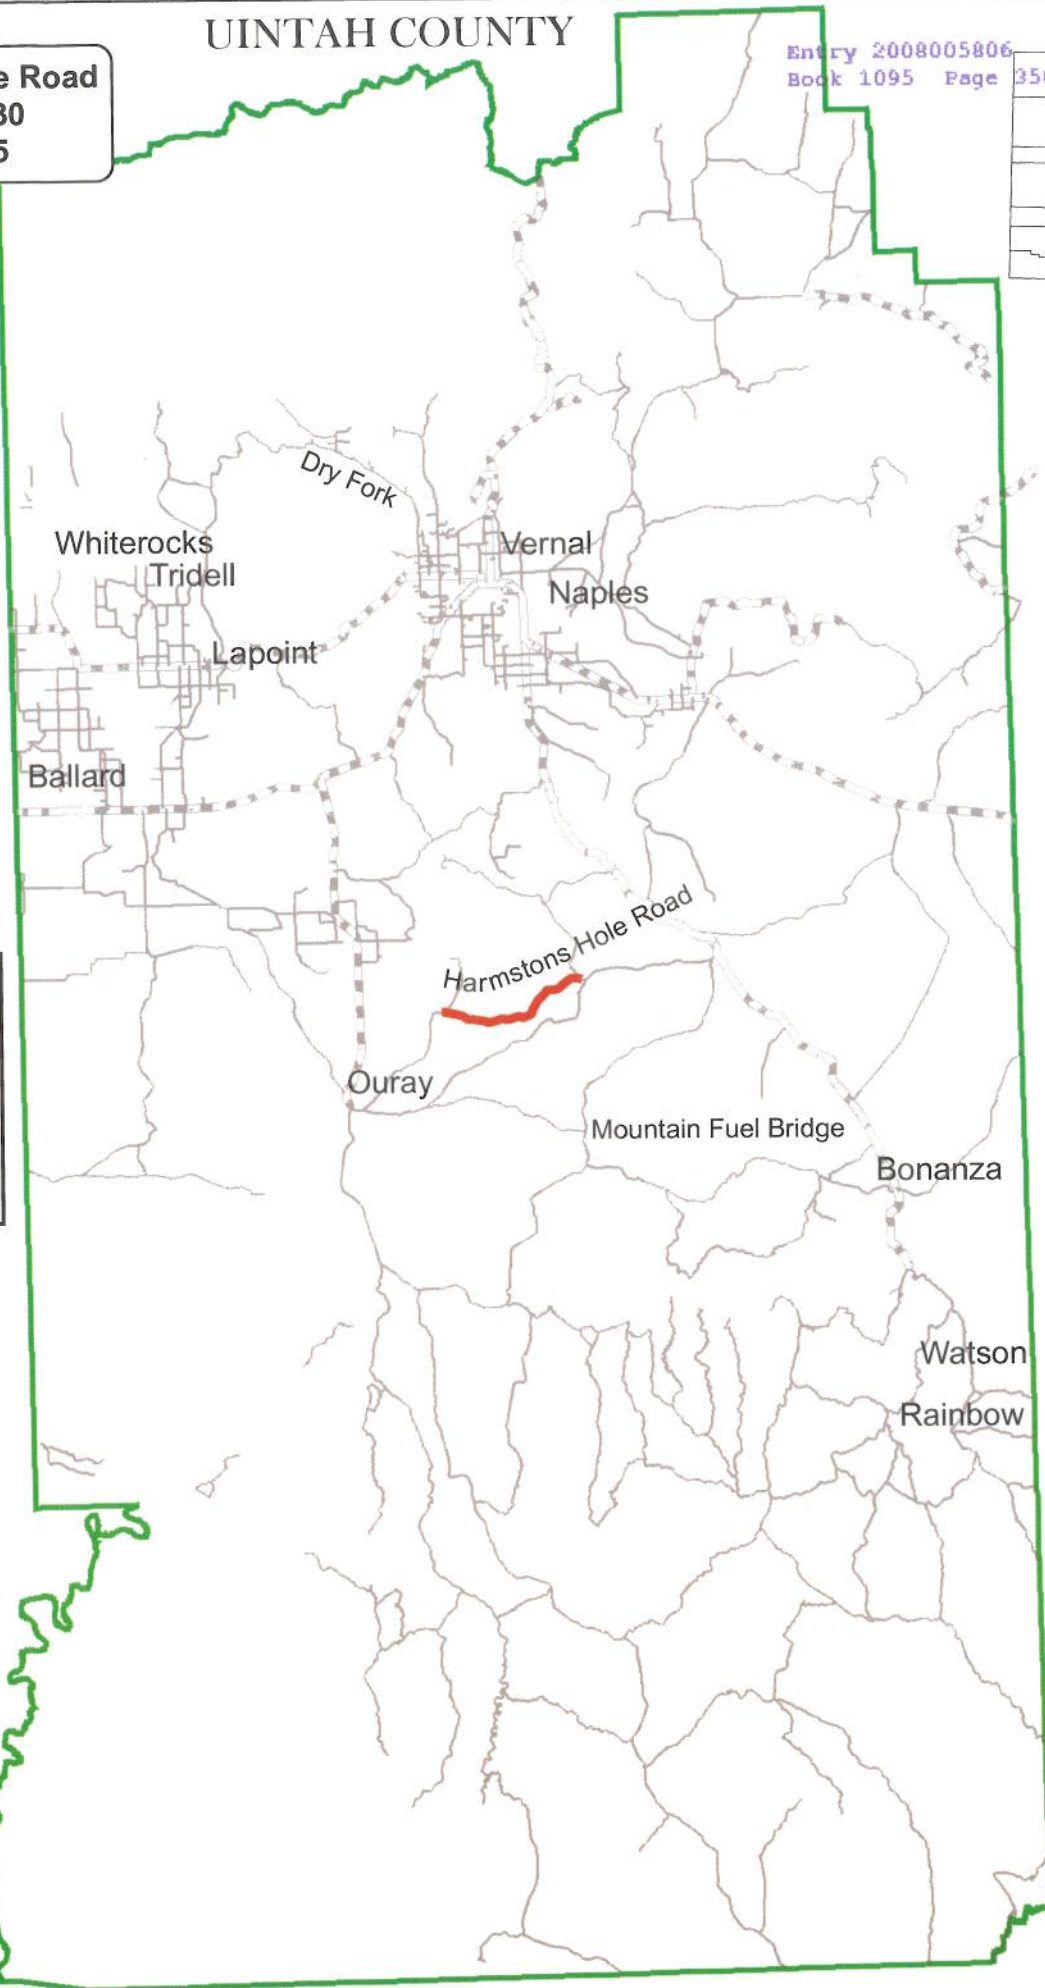 UINTAH COUNTY
e Road
30
5
Entry 2008005806
Book 1095 Page 35
Dry Fork
Whiterocks
Vernal
Tridell
Naples
Lapoint
Ballard
Harmstons Hole Road
Ouray
Mountain Fuel Bridge
Bonanza
Watson
Rainbow